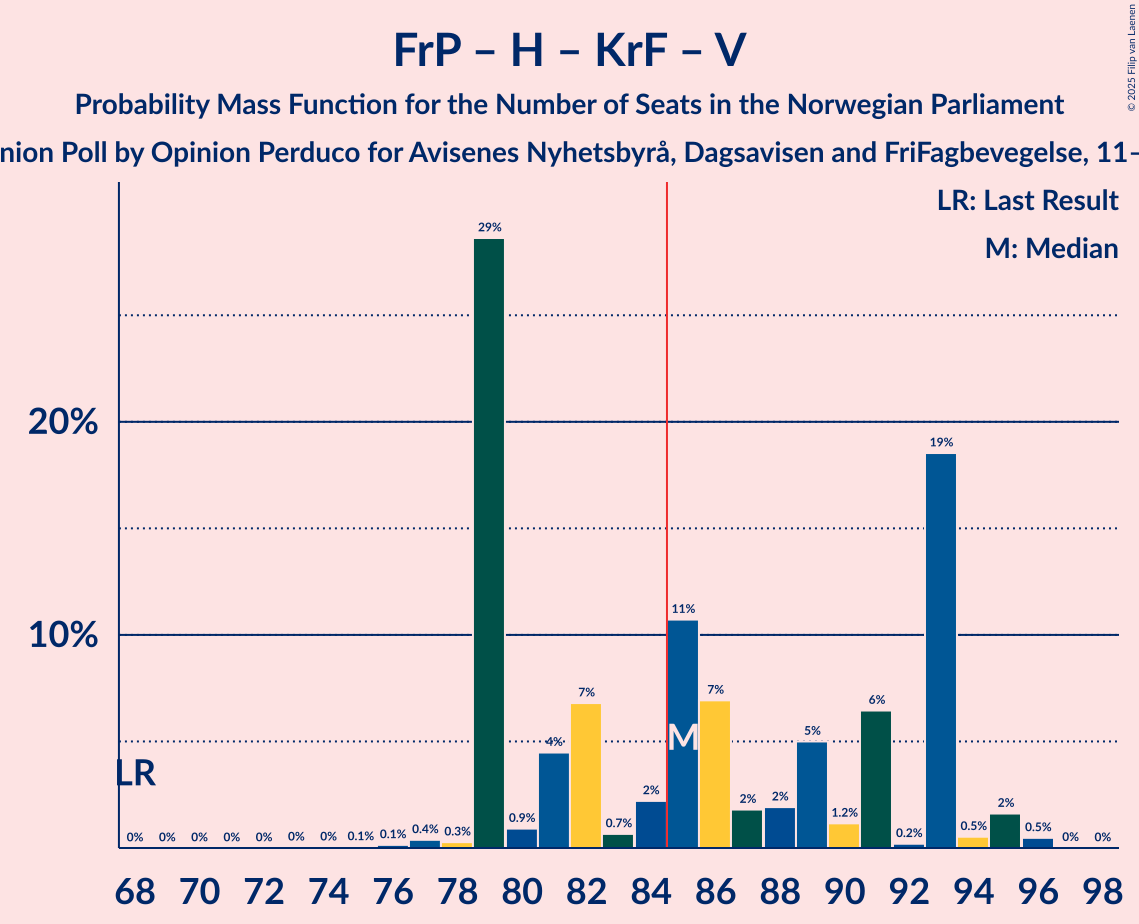 FrP – H – KrF – V
Probability Mass Function for the Number of Seats in the Norwegian Parliament
nion Poll by Opinion Perduco for Avisenes Nyhetsbyrå, Dagsavisen and FriFagbevegelse, 11–
© 2025 Filip van Laenen
LR: Last Result
M: Median
29%
20%
19%
11%
10%
7%
7%
6%
5%
4%
M
LR
2%
2%
2%
2%
1.2%
0.9%
0.7%
0.5%
0.5%
0% 0% 0% 0% 0% 0% 0% 0.1% 0.1% 0.4% 0.3% 0.2% 0% 0%
68 70 72 74 76 78 80 82 84 86 88 90 92 94 96 98